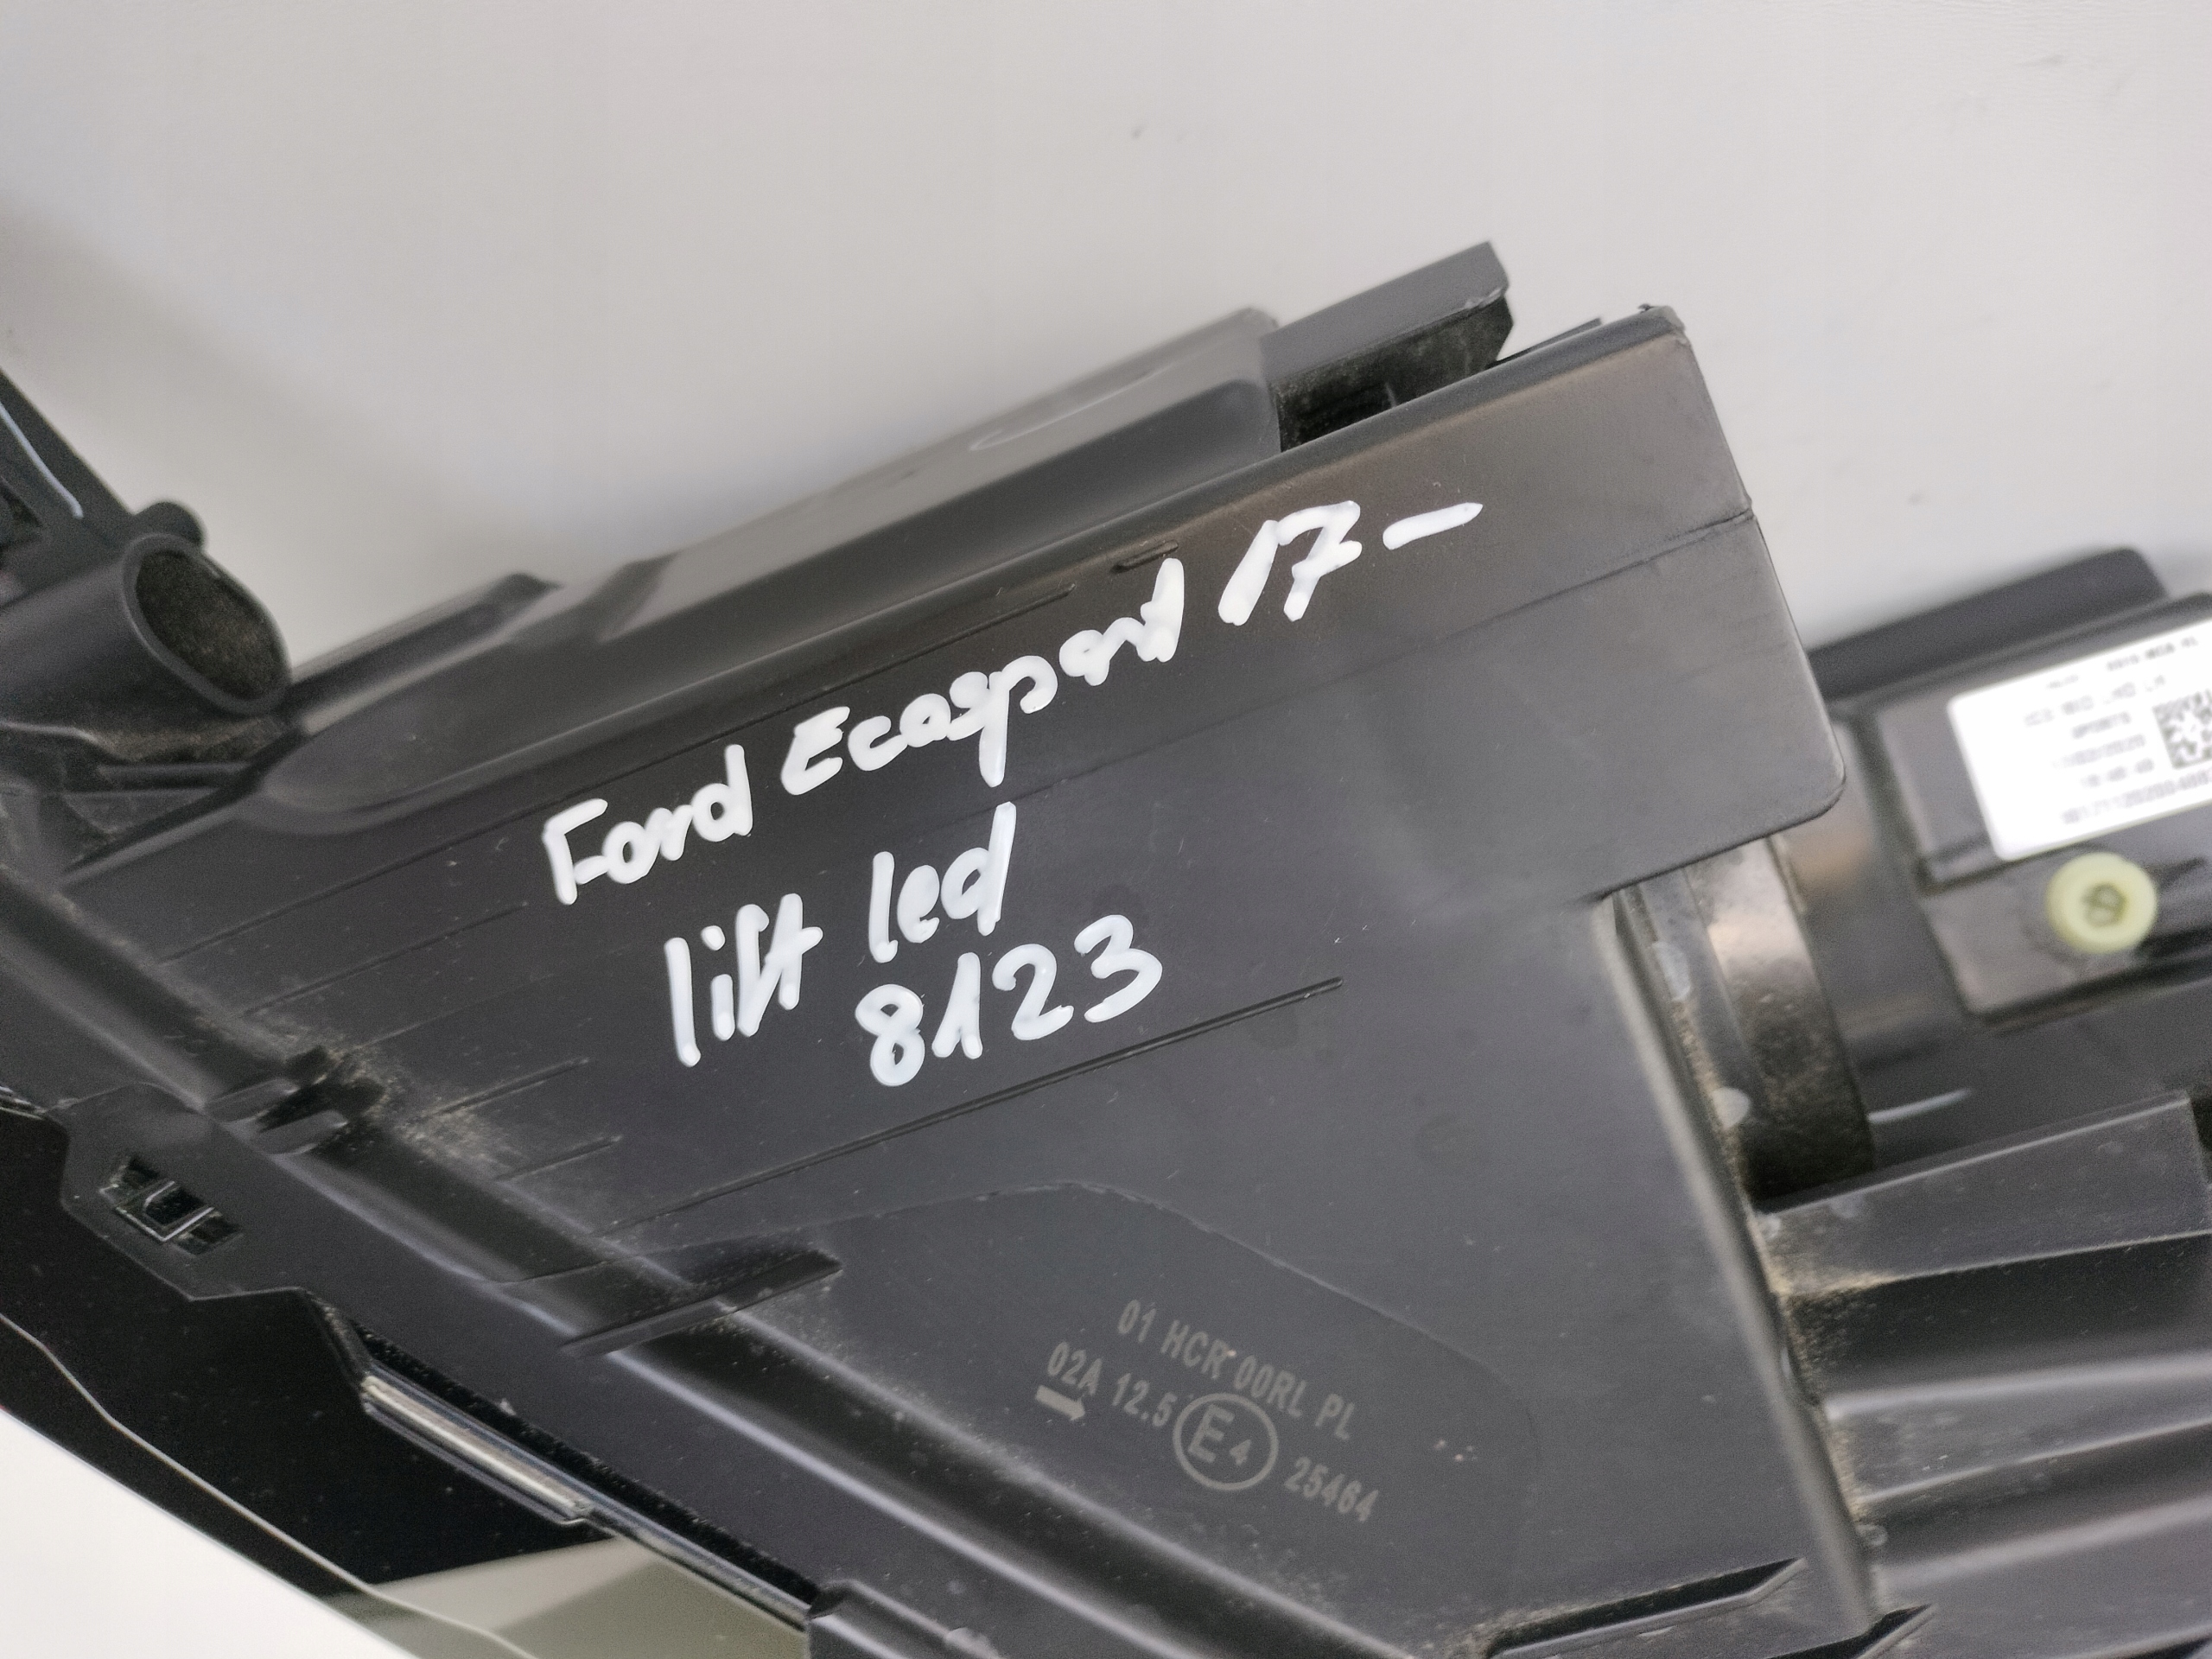 Ford Ecosport 17-
lift led
8123
01 HCR 00RL PL
02A 12.5 E4 25464